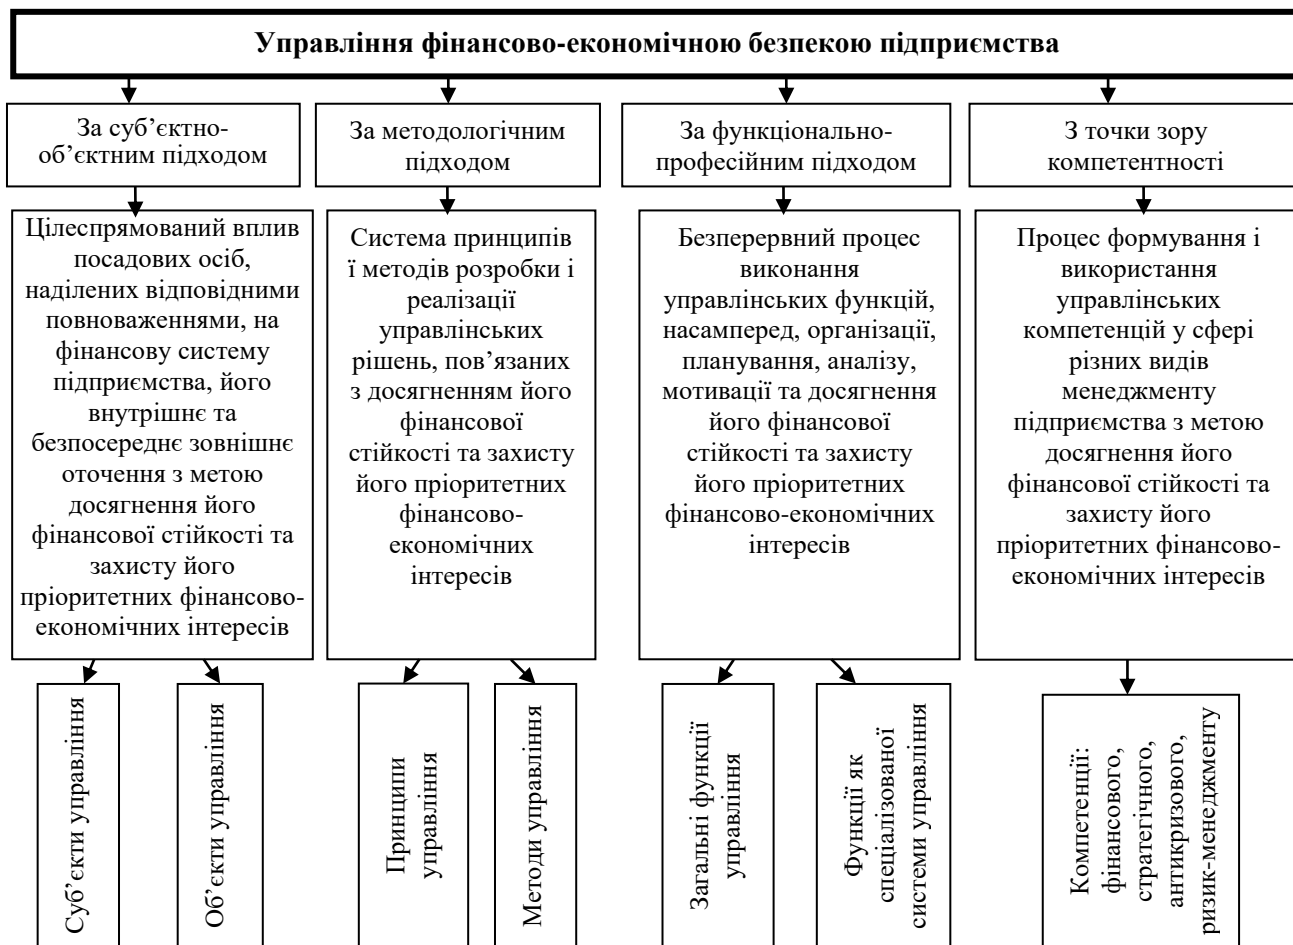 Управління фінансово-економічною безпекою підприємства
За суб’єктно-
об’єктним підходом
За методологічним
підходом
За функціонально-
професійним підходом
З точки зору
компетентності
Цілеспрямований вплив
посадових осіб,
наділених відповідними
повноваженнями, на
фінансову систему
підприємства, його
внутрішнє та
безпосереднє зовнішнє
оточення з метою
досягнення його
фінансової стійкості та
захисту його
пріоритетних фінансово-
економічних інтересів
Система принципів
ї методів розробки і
реалізації
управлінських
рішень, пов’язаних
з досягненням його
фінансової
стійкості та захисту
його пріоритетних
фінансово-
економічних
інтересів
Безперервний процес
виконання
управлінських функцій,
насамперед, організації,
планування, аналізу,
мотивації та досягнення
його фінансової
стійкості та захисту
його пріоритетних
фінансово-економічних
інтересів
Процес формування і
використання
управлінських
компетенцій у сфері
різних видів
менеджменту
підприємства з метою
досягнення його
фінансової стійкості та
захисту його
пріоритетних фінансово-
економічних інтересів
Суб’єкти управління
Об’єкти управління
Принципи
управління
Методи управління
Загальні функції
управління
Функції як
спеціалізованої
системи управління
Компетенції:
фінансового,
стратегічного,
антикризового,
ризик-менеджменту